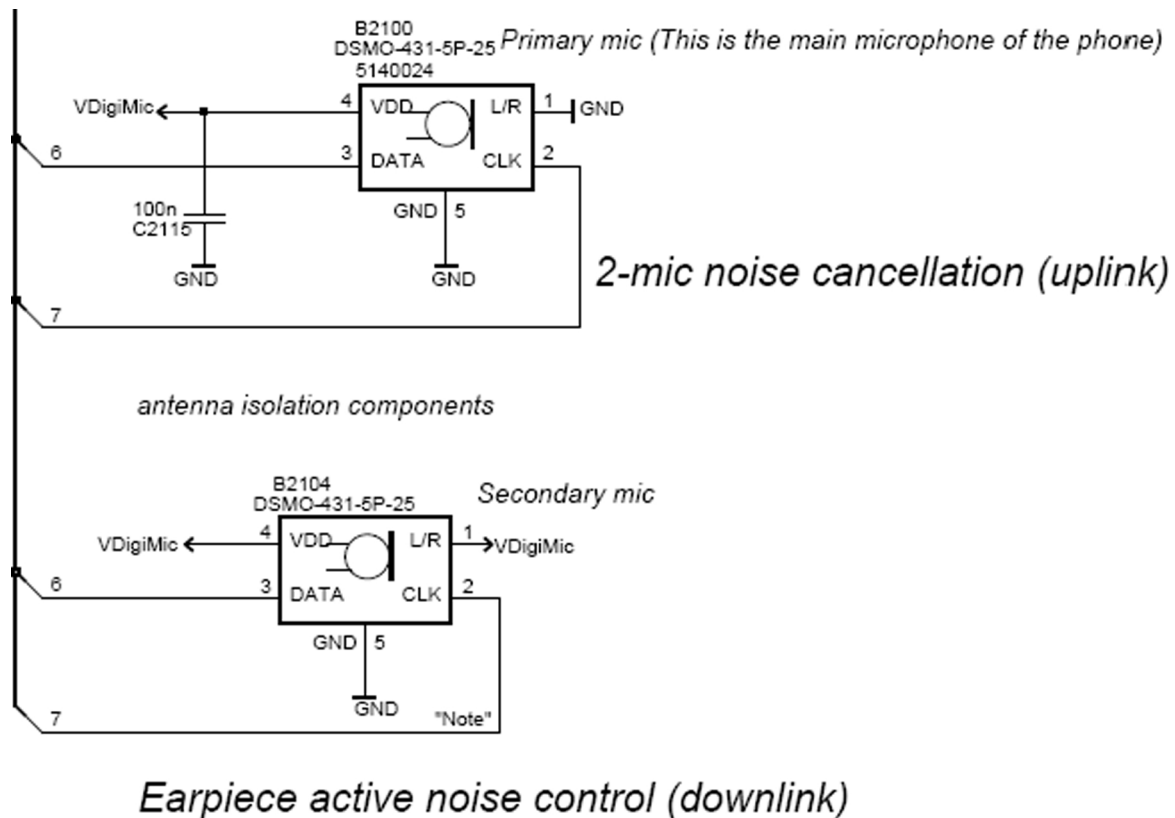 B2100
DSMO-431-5P-25 Primary mic (This is the main microphone of the phone)
5140024
VDigiMic 4 VDD L/R 1 GND
6 3 DATA CLK 2
GND 5
100n
C2115
GND GND
2-mic noise cancellation (uplink)
7
antenna isolation components
B2104
DSMO-431-5P-25 Secondary mic
VDigiMic 4 VDD L/R 1 VDigiMic
6 3 DATA CLK 2
GND 5
GND
7 "Note"
Earpiece active noise control (downlink)